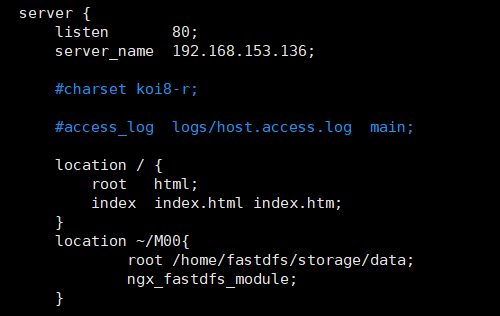 server {
    listen       80;
    server_name  192.168.153.136;

    #charset koi8-r;

    #access_log  logs/host.access.log  main;

    location / {
        root   html;
        index  index.html index.htm;
    }
    location ~/M00{
            root /home/fastdfs/storage/data;
            ngx_fastdfs_module;
    }